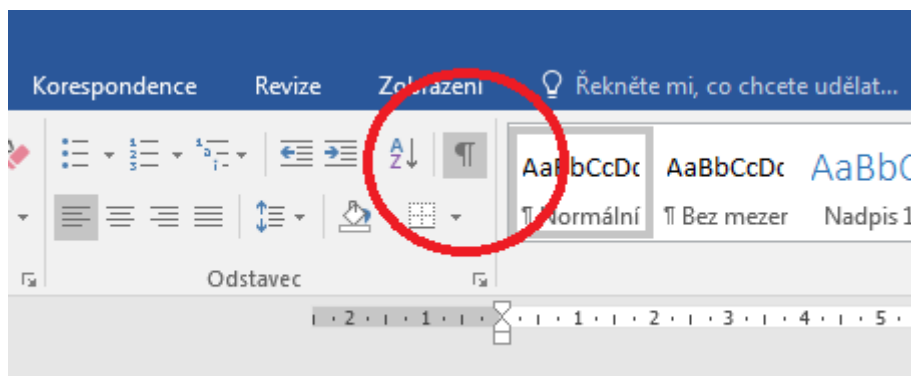 Korespondence Revize Zobrazení Řekněte mi, co chcete udělat...
AaBbCcDc AaBbCcDc AaBbC
¶ Normální ¶ Bez mezer Nadpis 1
Odstavec
2 1 1 2 3 4 5